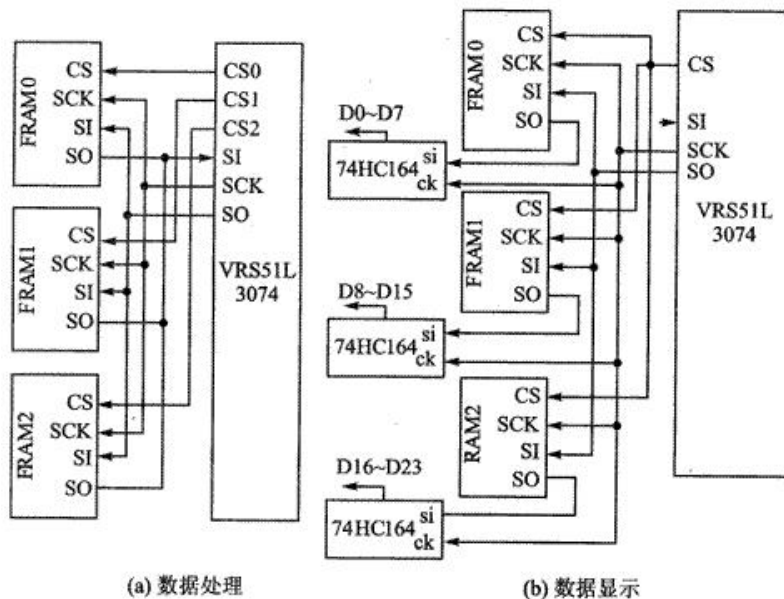 FRAM0
CS
SCK
SI
SO
FRAM1
CS
SCK
SI
SO
FRAM2
CS
SCK
SI
SO
CS0
CS1
CS2
SI
SCK
SO
VRS51L
3074
(a) 数据处理
D0~D7
74HC164
si
ck
D8~D15
74HC164
si
ck
D16~D23
74HC164
si
ck
FRAM0
CS
SCK
SI
SO
FRAM1
CS
SCK
SI
SO
RAM2
CS
SCK
SI
SO
CS
SI
SCK
SO
VRS51L
3074
(b) 数据显示